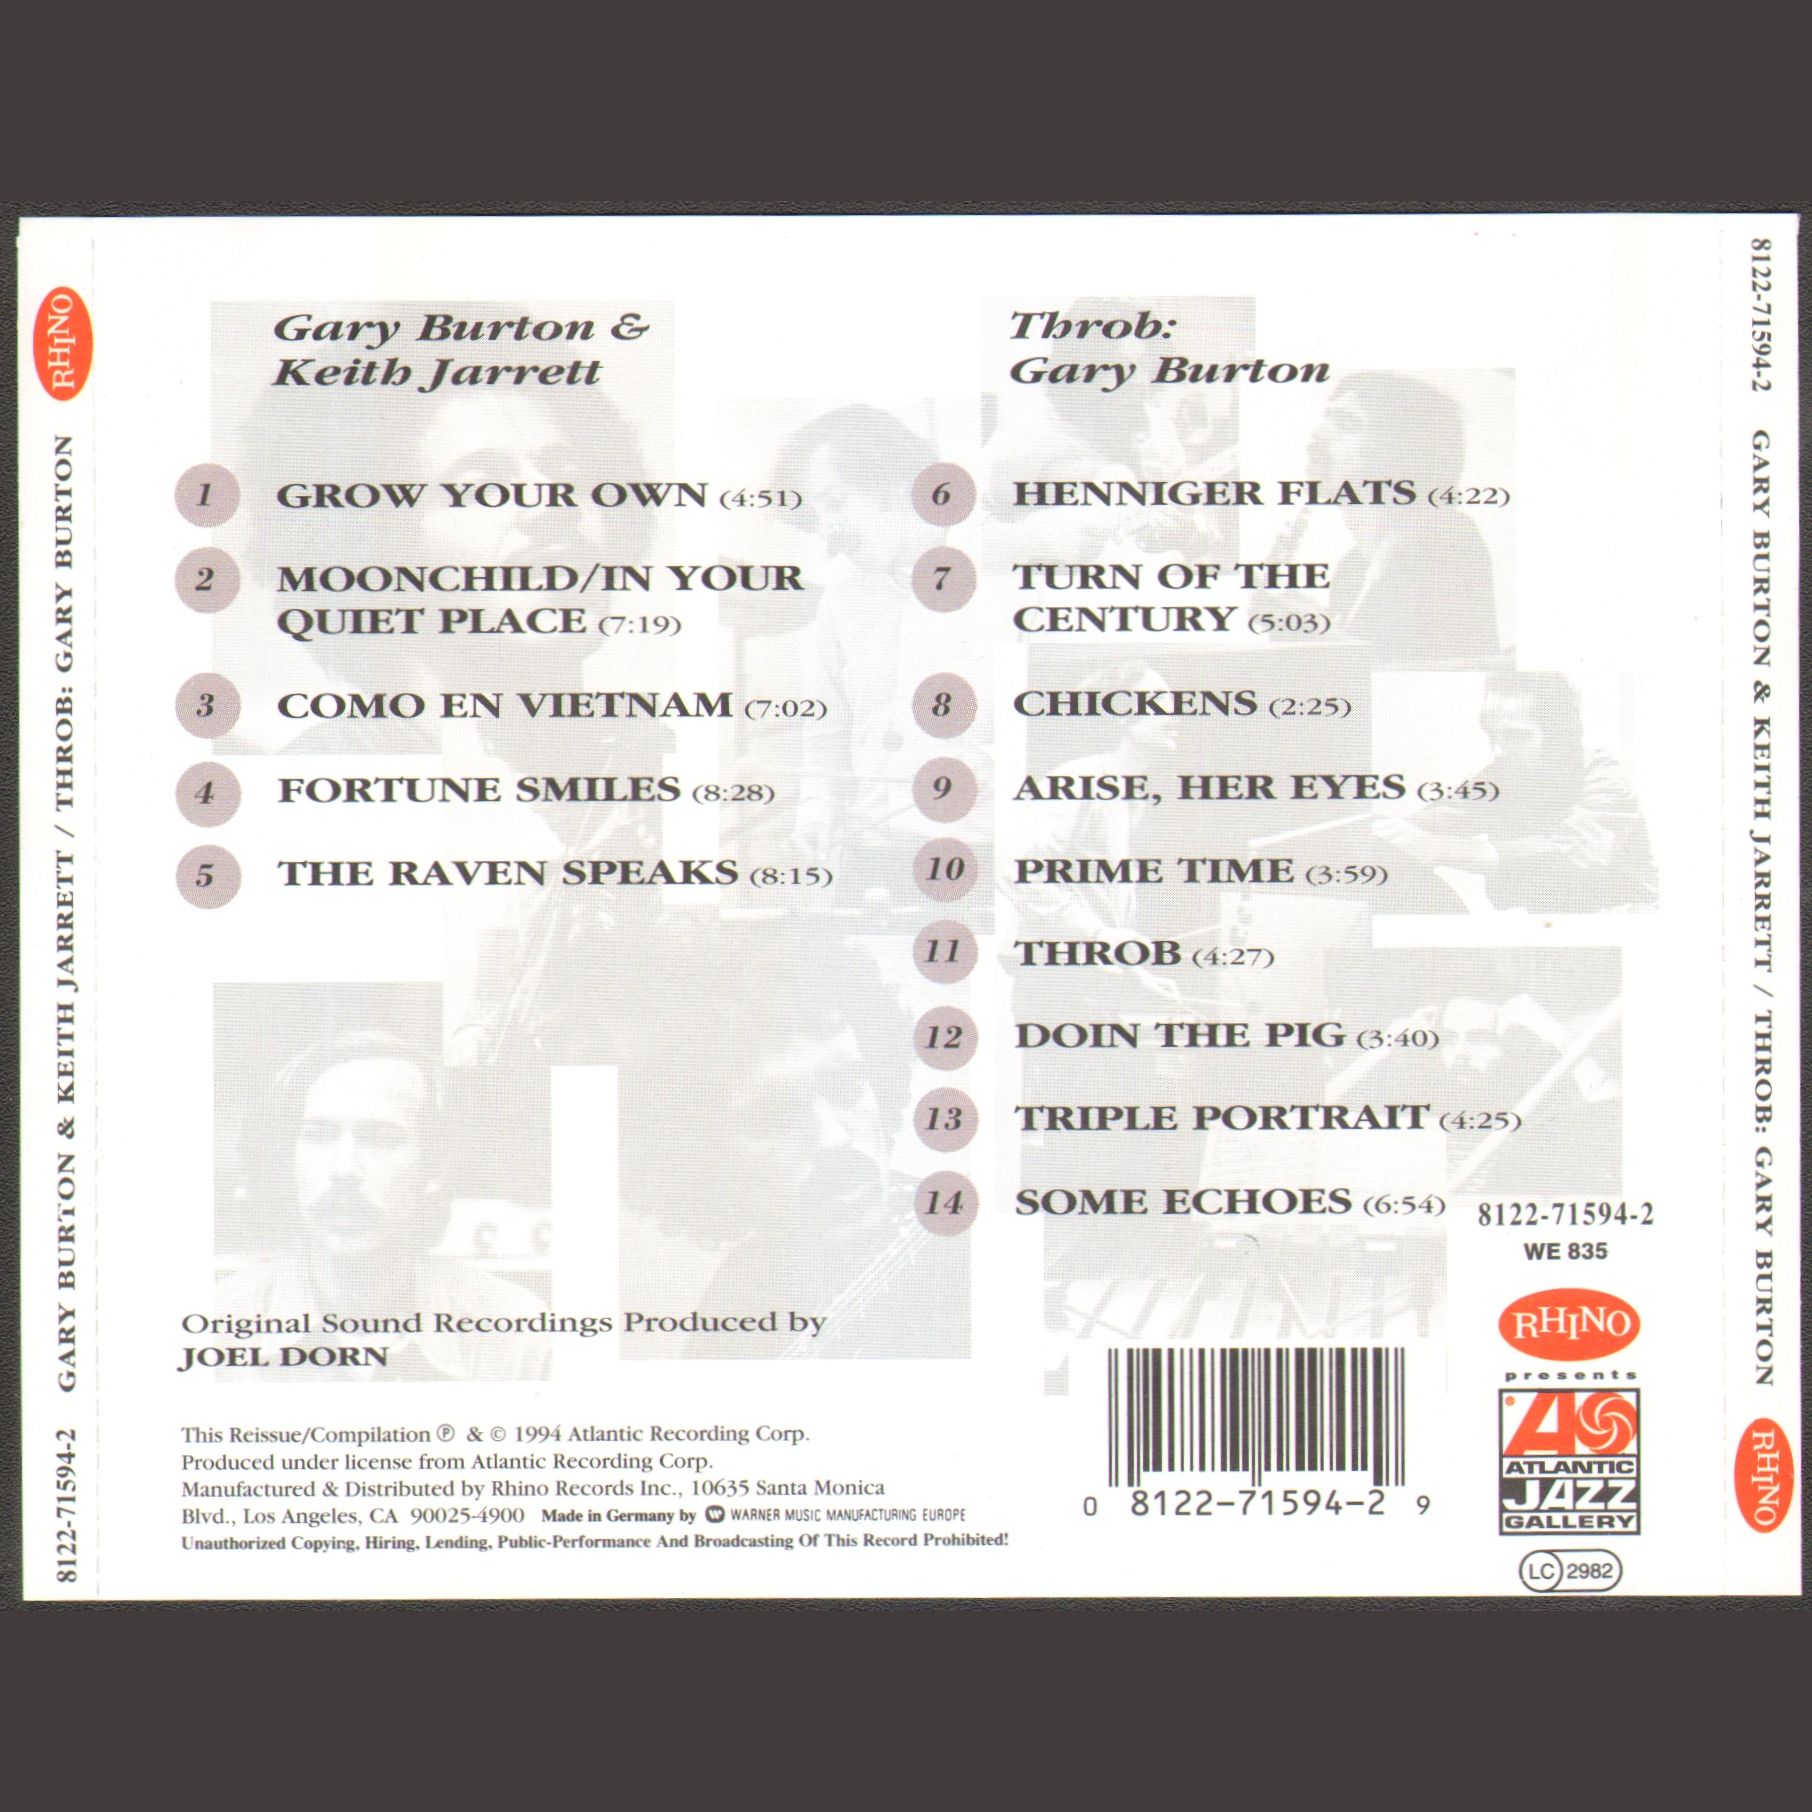 RHINO
GARY BURTON & KEITH JARRETT / THROB: GARY BURTON
8122-71594-2
Gary Burton &
Keith Jarrett
1 GROW YOUR OWN (4:51)
2 MOONCHILD/IN YOUR
QUIET PLACE (7:19)
3 COMO EN VIETNAM (7:02)
4 FORTUNE SMILES (8:28)
5 THE RAVEN SPEAKS (8:15)
Throb:
Gary Burton
6 HENNIGER FLATS (4:22)
7 TURN OF THE
CENTURY (5:03)
8 CHICKENS (2:25)
9 ARISE, HER EYES (3:45)
10 PRIME TIME (3:59)
11 THROB (4:27)
12 DOIN THE PIG (3:40)
13 TRIPLE PORTRAIT (4:25)
14 SOME ECHOES (6:54)
Original Sound Recordings Produced by
JOEL DORN
This Reissue/Compilation ℗ & © 1994 Atlantic Recording Corp.
Produced under license from Atlantic Recording Corp.
Manufactured & Distributed by Rhino Records Inc., 10635 Santa Monica
Blvd., Los Angeles, CA 90025-4900 Made in Germany by WARNER MUSIC MANUFACTURING EUROPE
Unauthorized Copying, Hiring, Lending, Public-Performance And Broadcasting Of This Record Prohibited!
0 8122-71594-2 9
8122-71594-2
WE 835
RHINO
presents
ATLANTIC
JAZZ
GALLERY
LC 2982
8122-71594-2
GARY BURTON & KEITH JARRETT / THROB: GARY BURTON
RHINO